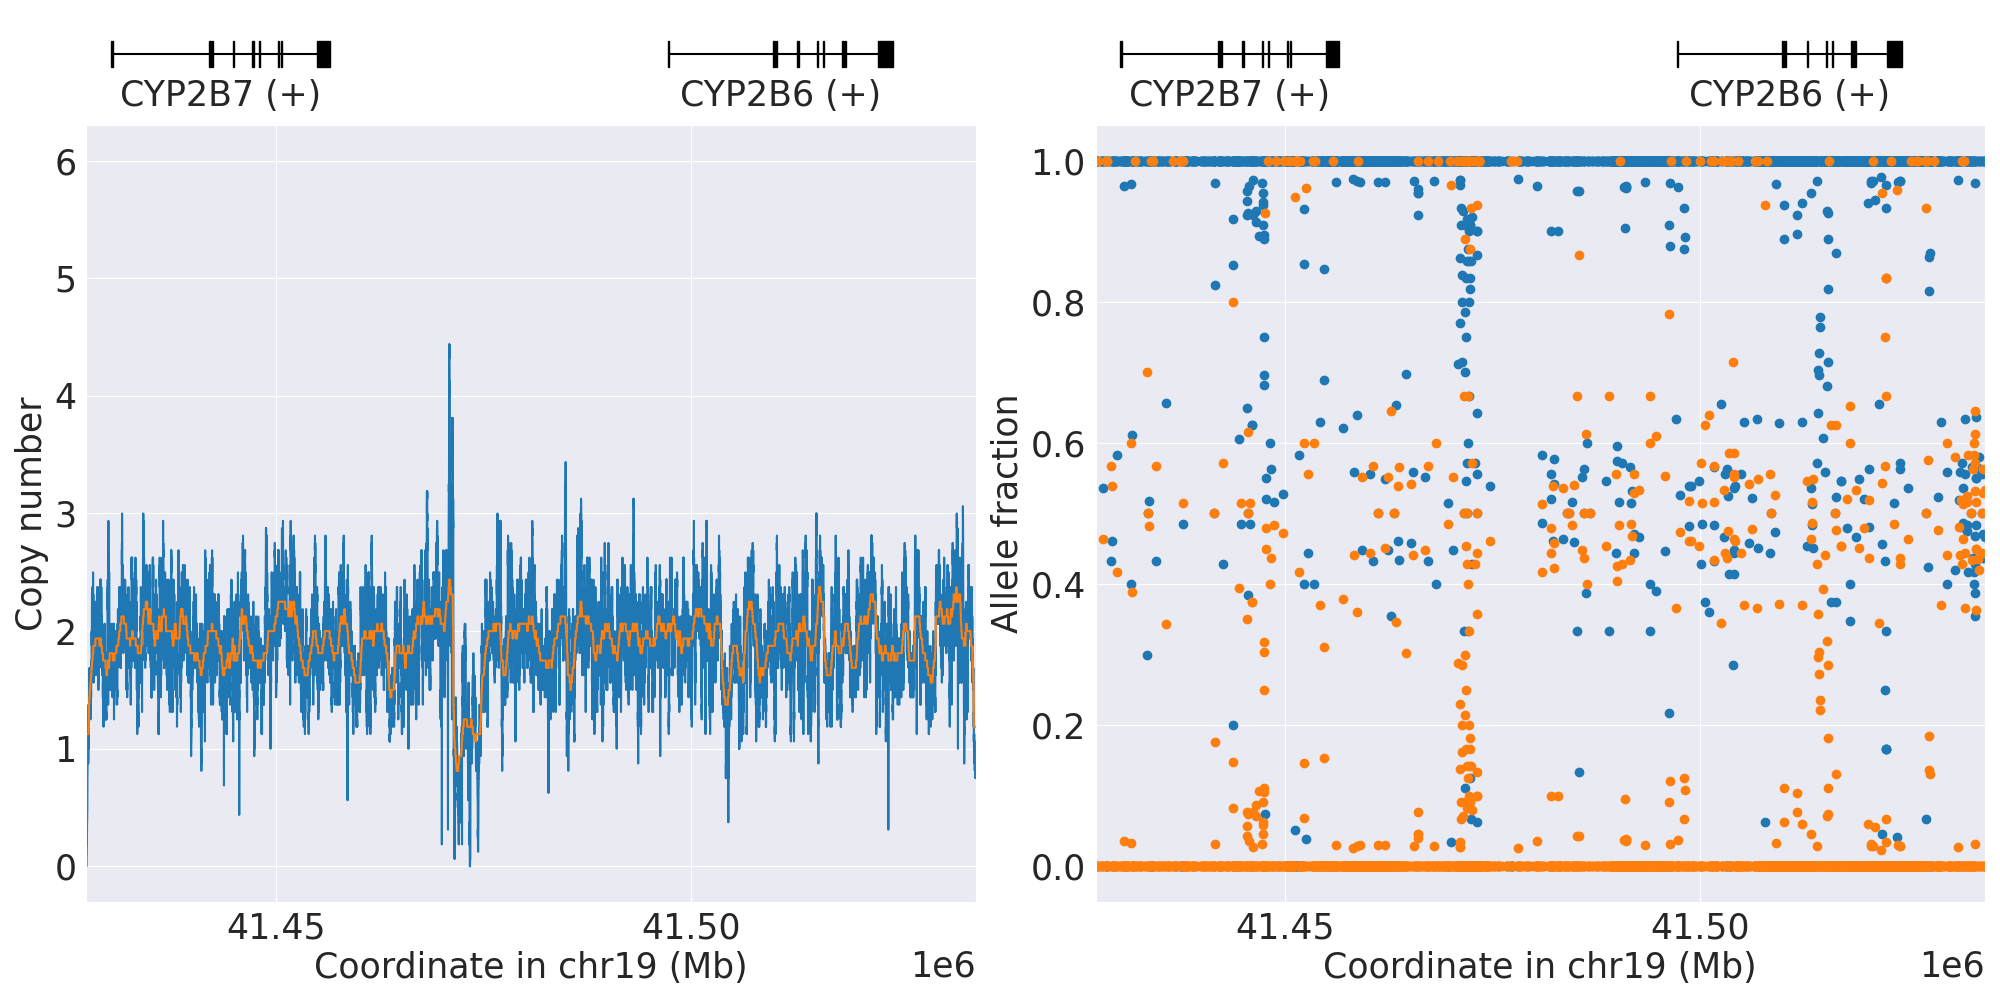 CYP2B7 (+)
CYP2B6 (+)
CYP2B7 (+)
CYP2B6 (+)
6
5
4
3
2
1
0
Copy number
41.45
41.50
Coordinate in chr19 (Mb)
1e6
1.0
0.8
0.6
0.4
0.2
0.0
Allele fraction
41.45
41.50
Coordinate in chr19 (Mb)
1e6